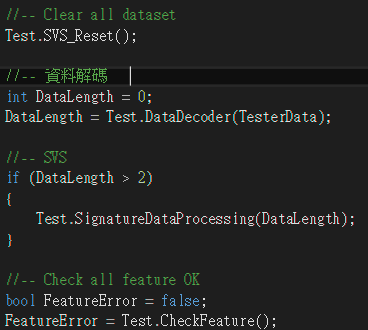 //-- Clear all dataset
Test.SVS_Reset();
//-- 資料解碼
int DataLength = 0;
DataLength = Test.DataDecoder(TesterData);
//-- SVS
if (DataLength > 2)
{
Test.SignatureDataProcessing(DataLength);
}
//-- Check all feature OK
bool FeatureError = false;
FeatureError = Test.CheckFeature();